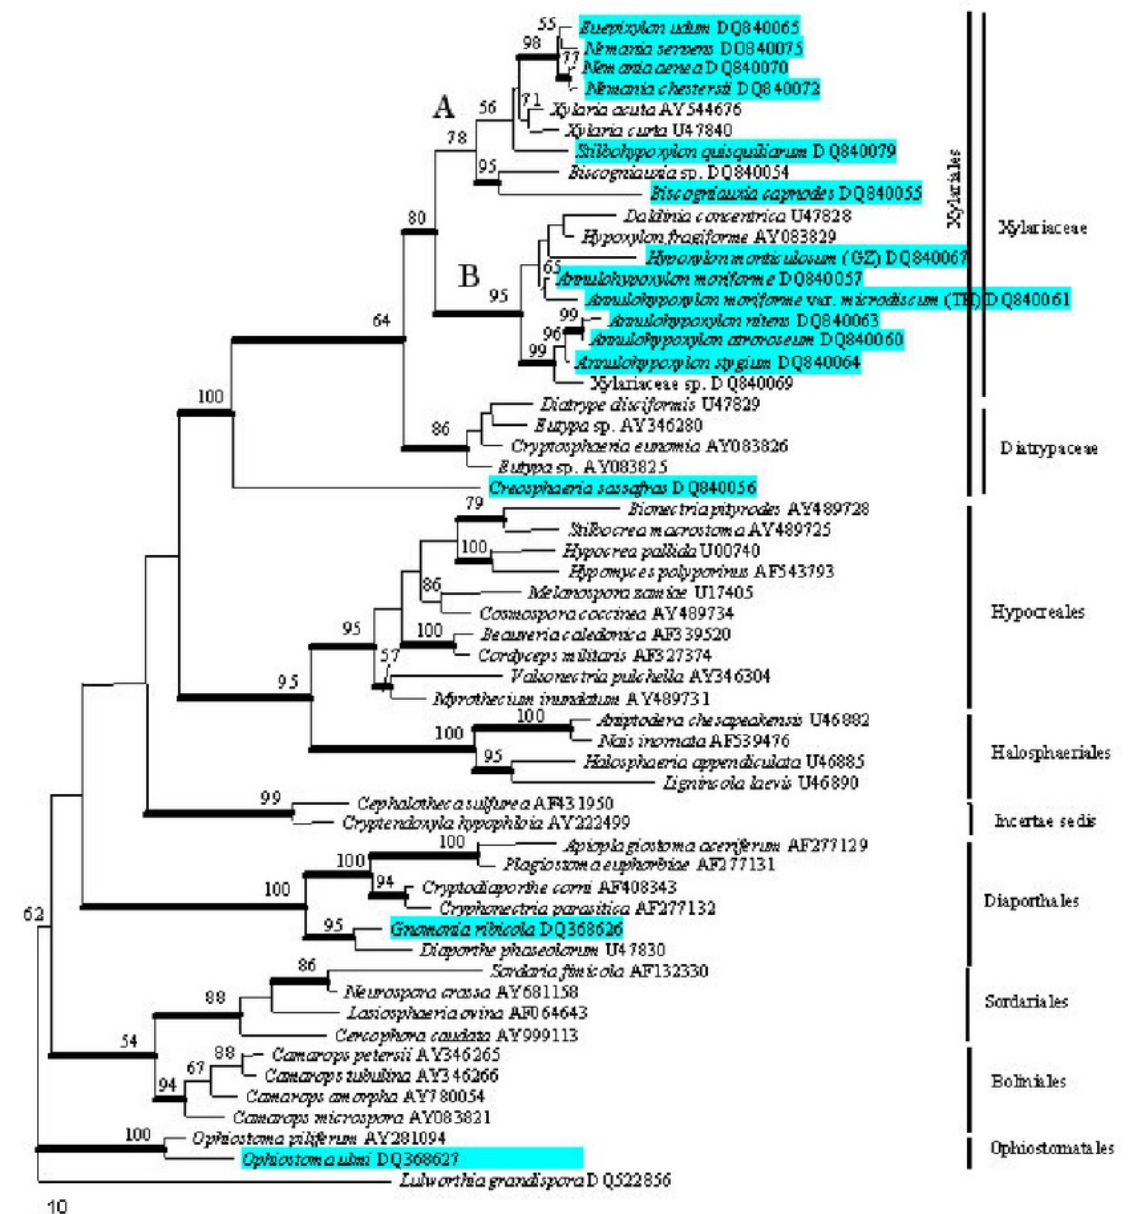 55 Euepixylon udum DQ840065
98 Nemania serpens DQ840075
77 Nemania aenea DQ840070
Nemania chestersii DQ840072
A 56 71 Xylaria acuta AY544676
78 Xylaria curta U47840
Stilbohypoxylon quisquiliarum DQ840079
95 Biscogniauxia sp. DQ840054
Biscogniauxia capnodes DQ840055
Xylariales
80 Daldinia concentrica U47828
Xylariaceae
Hypoxylon fragiforme AY083829
Hypoxylon monticulosum (GZ) DQ840067
B 65 Annulohypoxylon moriforme DQ840057
95 Annulohypoxylon moriforme var. microdiscum (TH) DQ840061
64 99 Annulohypoxylon nitens DQ840063
96 Annulohypoxylon atroroseum DQ840060
99 Annulohypoxylon stygium DQ840064
Xylariaceae sp. DQ840069
100 Diatrype disciformis U47829
86 Eutypa sp. AY346280
Cryptosphaeria eunomia AY083826
Diatrypaceae
Eutypa sp. AY083825
Creosphaeria sassafras DQ840056
79 Bionectria pityrodes AY489728
Stilbocrea macrostoma AY489725
100 Hypocrea pallida U00740
Hypomyces polyporinus AF543793
86 Melanospora zamiae U17405
Cosmospora coccinea AY489734
Hypocreales
95 100 Beauveria caledonica AF339520
57 Cordyceps militaris AF327374
Valsonectria pulchella AY346304
95 Myrothecium inundatum AY489731
100 Aniptodera chesapeakensis U46882
100 Nais inornata AF539476
95 Halosphaeria appendiculata U46885
Halosphaeriales
Lignincola laevis U46890
99 Cephalotheca sulfurea AF431950
Cryptendoxyla hypophloia AY222499
Incertae sedis
100 Apioplagiostoma aceriferum AF277129
100 Plagiostoma euphorbiae AF277131
100 94 Cryptodiaporthe corni AF408343
Diaporthales
62 Cryphonectria parasitica AF277132
95 Gnomonia ribicola DQ368626
Diaporthe phaseolorum U47830
86 Sordaria fimicola AF132330
88 Neurospora crassa AY681158
Sordariales
Lasiosphaeria ovina AF064643
Cercophora caudata AY999113
54 88 Camarops petersii AY346265
67 Camarops tubulina AY346266
Boliniales
94 Camarops amorpha AY780054
Camarops microspora AY083821
100 Ophiostoma piliferum AY281094
Ophiostomatales
Ophiostoma ulmi DQ368627
Lulworthia grandispora DQ522856
10